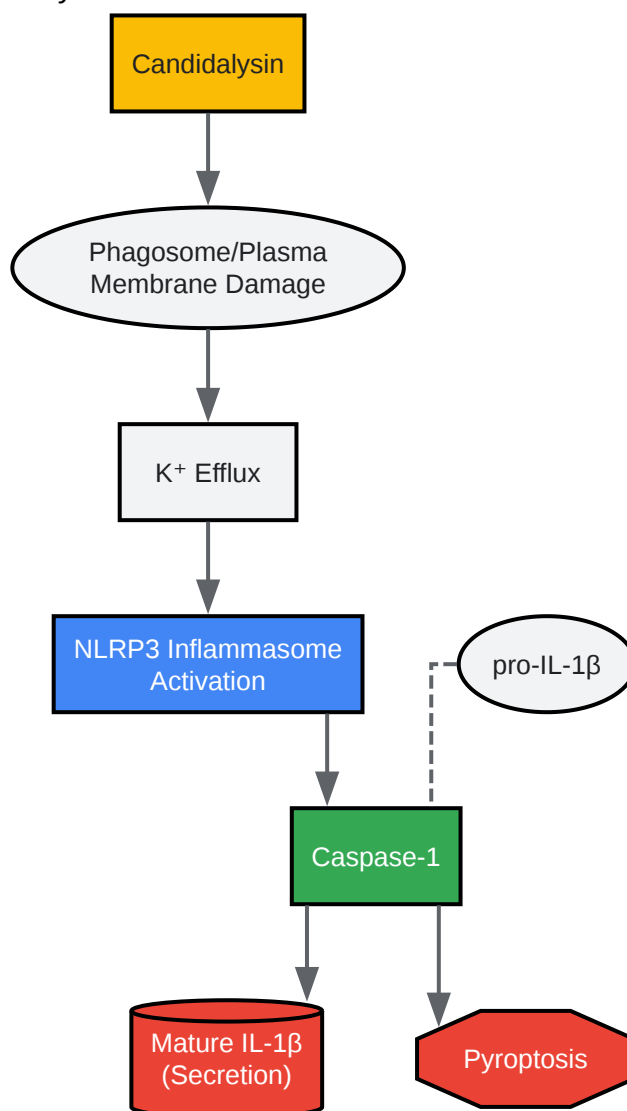 Candidalysin
Phagosome/Plasma
Membrane Damage
K⁺ Efflux
NLRP3 Inflammasome
Activation
pro-IL-1β
Caspase-1
Mature IL-1β
(Secretion)
Pyroptosis